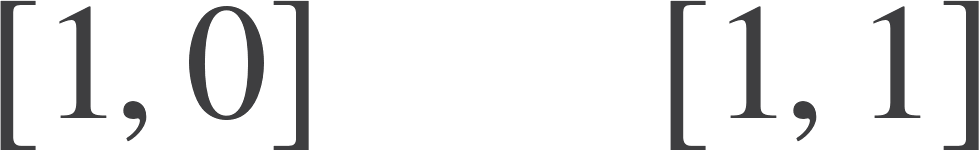 [1, 0] [1, 1]